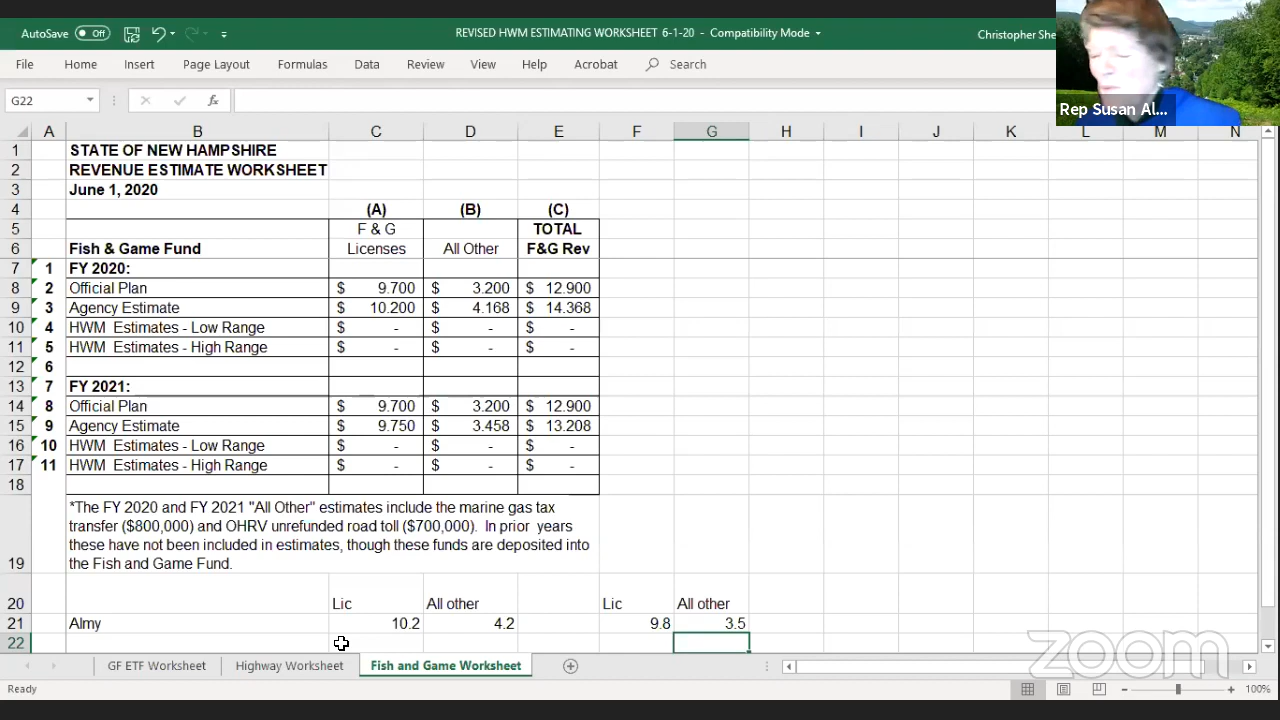 AutoSave Off REVISED HWM ESTIMATING WORKSHEET 6-1-20 - Compatibility Mode Christopher She
File Home Insert Page Layout Formulas Data Review View Help Acrobat Search
Rep Susan Al...
G22 fx
A B C D E F G H I J K L M N
1 STATE OF NEW HAMPSHIRE
2 REVENUE ESTIMATE WORKSHEET
3 June 1, 2020
4 (A) (B) (C)
5 F & G TOTAL
6 Fish & Game Fund Licenses All Other F&G Rev
7 1 FY 2020:
8 2 Official Plan $ 9.700 $ 3.200 $ 12.900
9 3 Agency Estimate $ 10.200 $ 4.168 $ 14.368
10 4 HWM Estimates - Low Range $ - $ - $ -
11 5 HWM Estimates - High Range $ - $ - $ -
12 6
13 7 FY 2021:
14 8 Official Plan $ 9.700 $ 3.200 $ 12.900
15 9 Agency Estimate $ 9.750 $ 3.458 $ 13.208
16 10 HWM Estimates - Low Range $ - $ - $ -
17 11 HWM Estimates - High Range $ - $ - $ -
18
*The FY 2020 and FY 2021 "All Other" estimates include the marine gas tax
transfer ($800,000) and OHRV unrefunded road toll ($700,000). In prior years
these have not been included in estimates, though these funds are deposited into
19 the Fish and Game Fund.
20 Lic All other Lic All other
21 Almy 10.2 4.2 9.8 3.5
22
zoom
GF ETF Worksheet Highway Worksheet Fish and Game Worksheet
Ready 100%